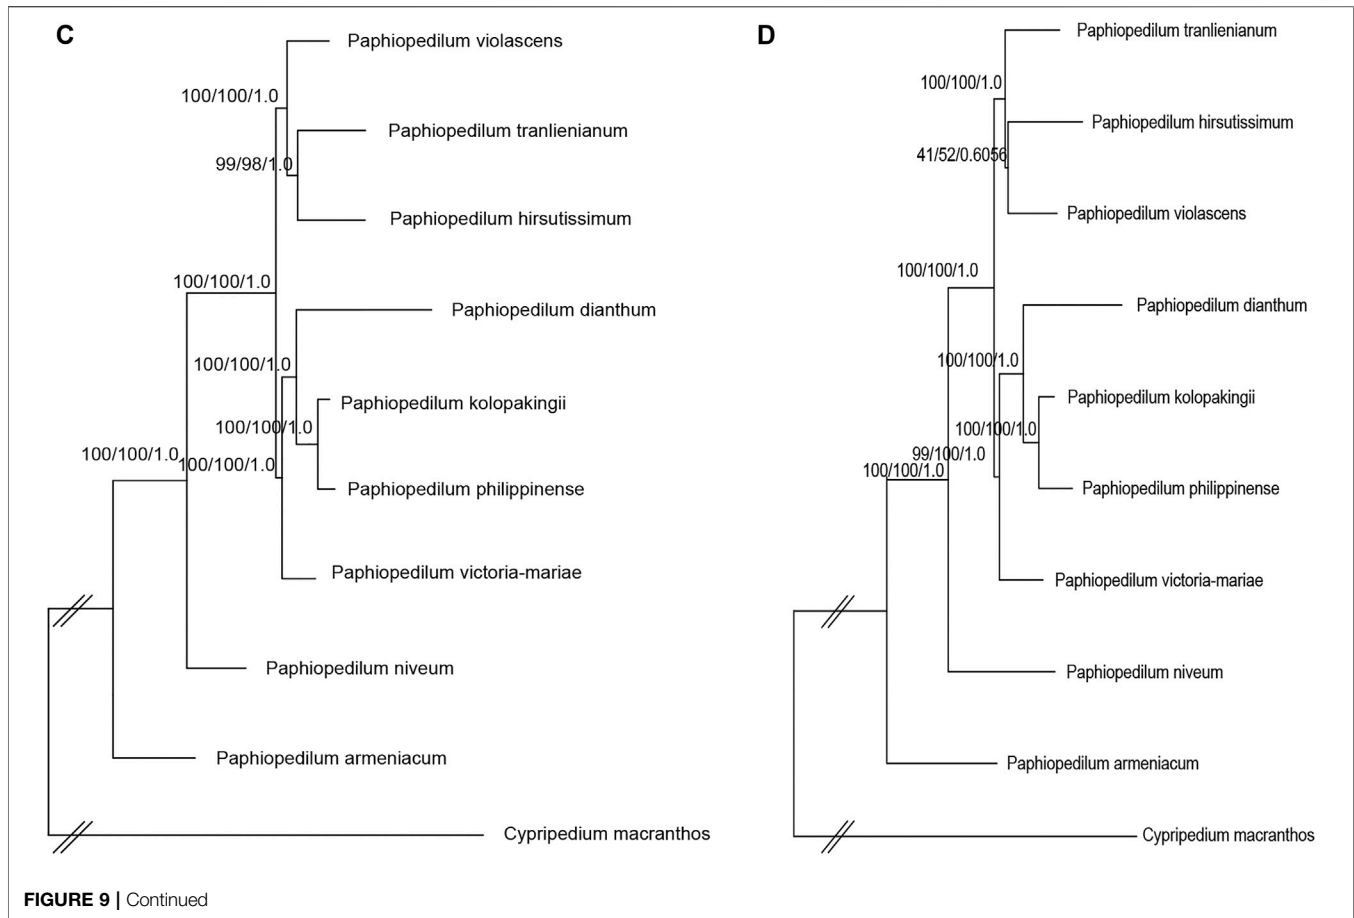 C
Paphiopedilum violascens
100/100/1.0
Paphiopedilum tranlienianum
99/98/1.0
Paphiopedilum hirsutissimum
100/100/1.0
Paphiopedilum dianthum
100/100/1.0
Paphiopedilum kolopakingii
100/100/1.0
100/100/1.0
100/100/1.0
Paphiopedilum philippinense
Paphiopedilum victoria-mariae
Paphiopedilum niveum
Paphiopedilum armeniacum
Cypripedium macranthos
D
Paphiopedilum tranlienianum
100/100/1.0
Paphiopedilum hirsutissimum
41/52/0.6056
Paphiopedilum violascens
100/100/1.0
Paphiopedilum dianthum
100/100/1.0
Paphiopedilum kolopakingii
100/100/1.0
99/100/1.0
100/100/1.0
Paphiopedilum philippinense
Paphiopedilum victoria-mariae
Paphiopedilum niveum
Paphiopedilum armeniacum
Cypripedium macranthos
FIGURE 9 | Continued